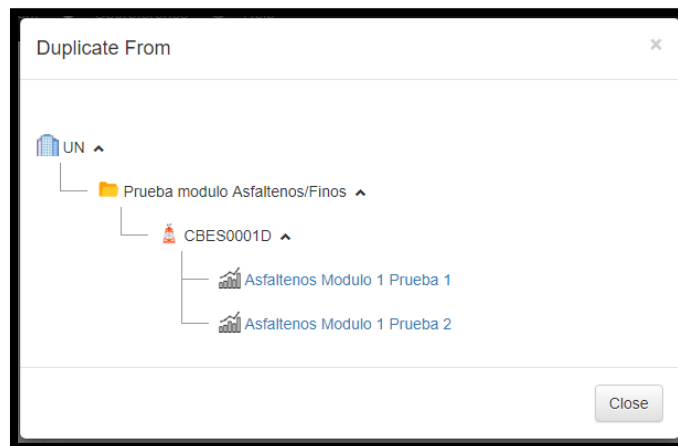 Duplicate From
×
UN
Prueba modulo Asfaltenos/Finos
CBES0001D
Asfaltenos Modulo 1 Prueba 1
Asfaltenos Modulo 1 Prueba 2
Close